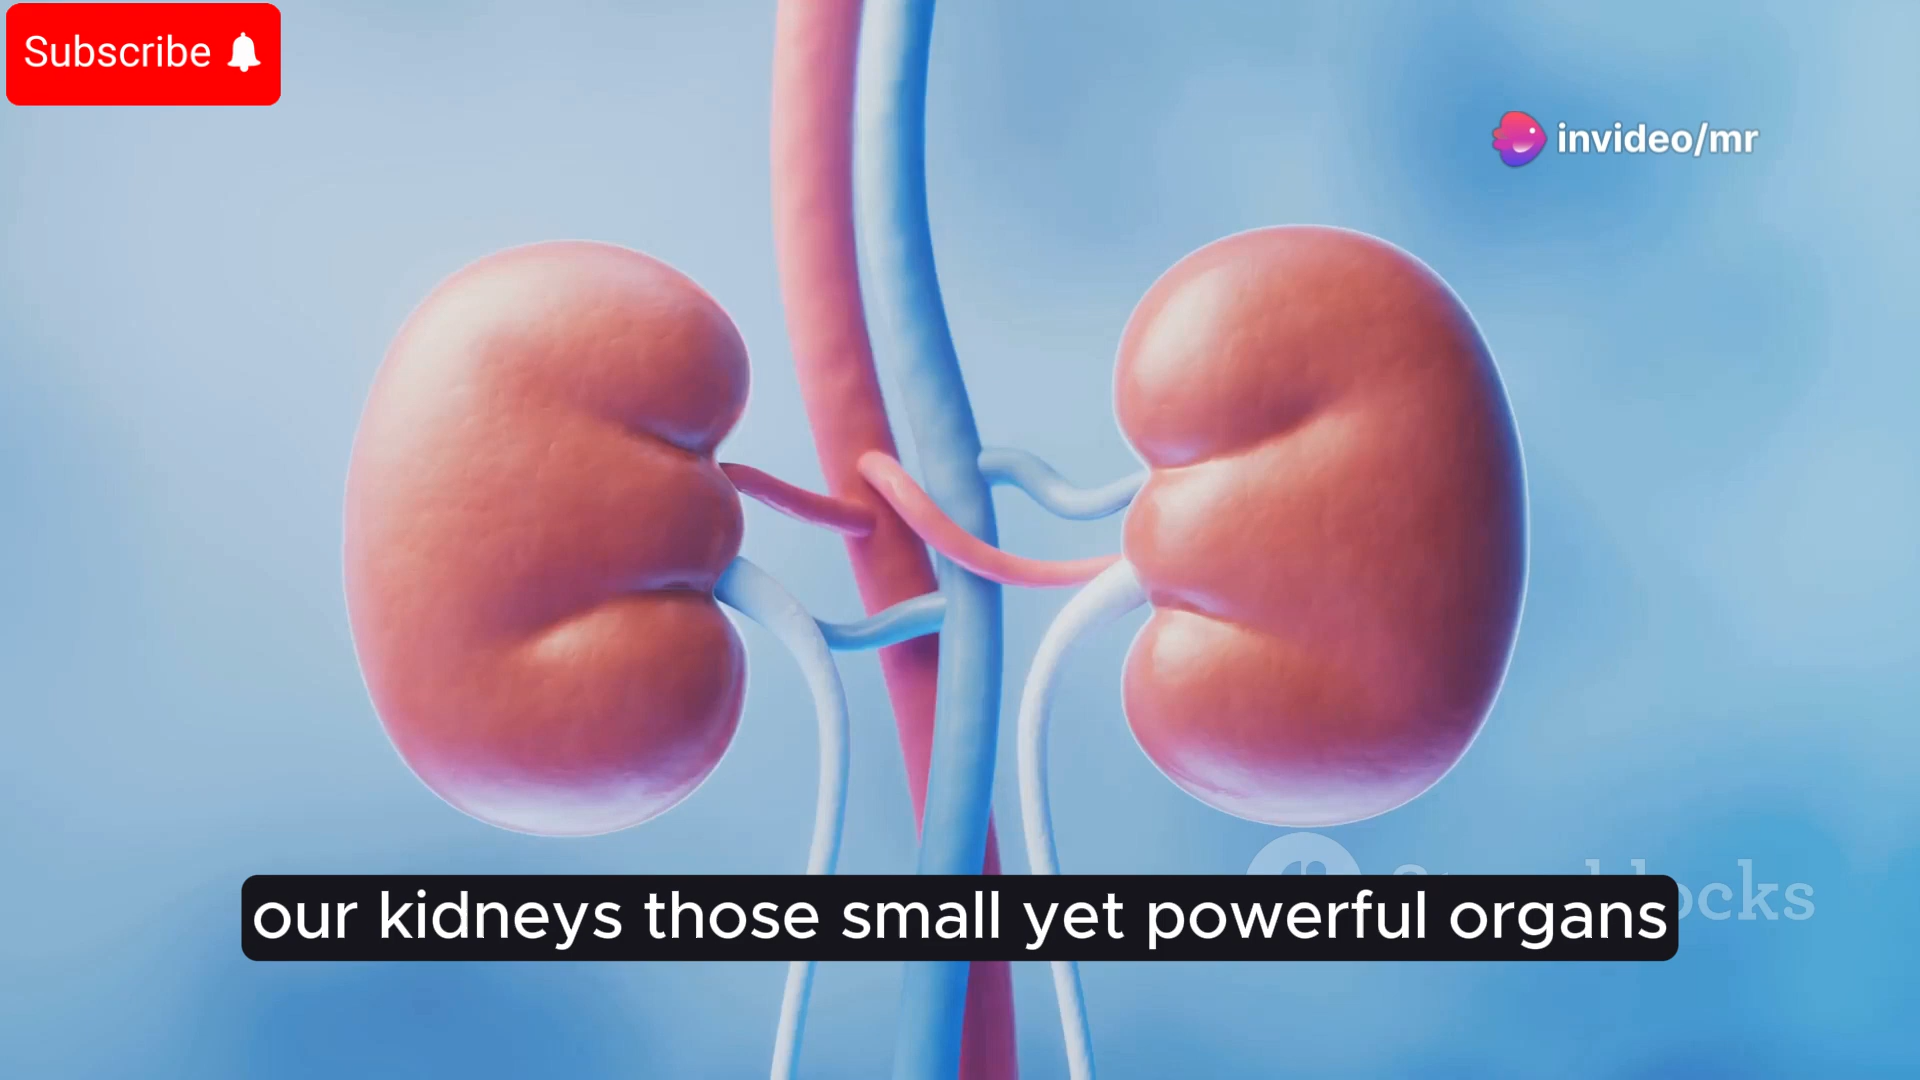 Subscribe
invideo/mr
our kidneys those small yet powerful organs